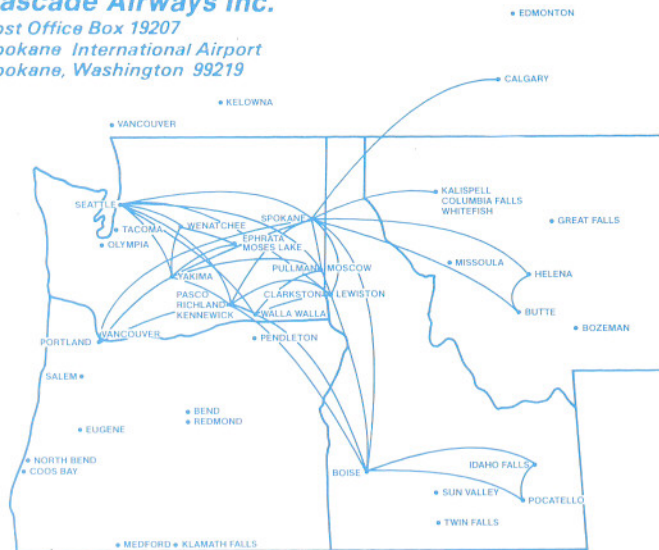 ascade Airways Inc.
ost Office Box 19207
pokane International Airport
pokane, Washington 99219
EDMONTON
CALGARY
KELOWNA
VANCOUVER
SEATTLE
TACOMA
OLYMPIA
WENATCHEE
EPHRATA
MOSES LAKE
SPOKANE
KALISPELL
COLUMBIA FALLS
WHITEFISH
GREAT FALLS
MISSOULA
HELENA
YAKIMA
PULLMAN
MOSCOW
PASCO
RICHLAND
KENNEWICK
CLARKSTON
LEWISTON
WALLA WALLA
BUTTE
BOZEMAN
VANCOUVER
PORTLAND
PENDLETON
SALEM
BEND
REDMOND
EUGENE
NORTH BEND
COOS BAY
BOISE
IDAHO FALLS
SUN VALLEY
POCATELLO
TWIN FALLS
MEDFORD
KLAMATH FALLS